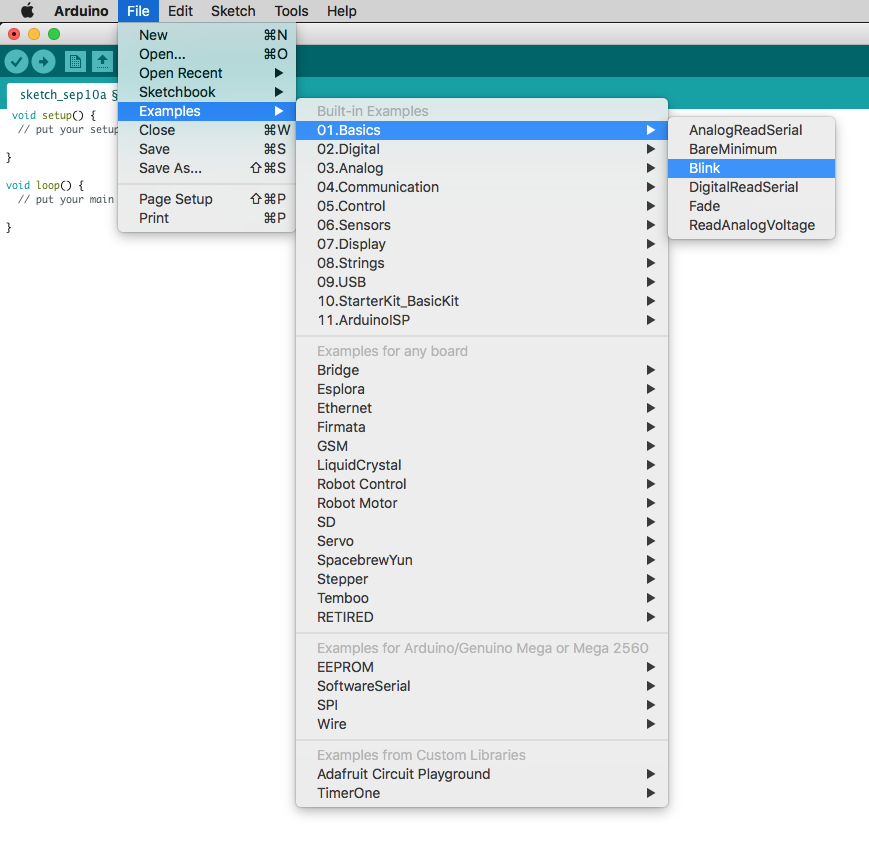 Arduino File Edit Sketch Tools Help
New ⌘N
Open... ⌘O
Open Recent
Sketchbook
Examples
Close ⌘W
Save ⌘S
Save As... ⇧⌘S
Page Setup ⇧⌘P
Print ⌘P
sketch_sep10a §
void setup() {
// put your setup
}
void loop() {
// put your main
}
Built-in Examples
01.Basics
02.Digital
03.Analog
04.Communication
05.Control
06.Sensors
07.Display
08.Strings
09.USB
10.StarterKit_BasicKit
11.ArduinoISP
Examples for any board
Bridge
Esplora
Ethernet
Firmata
GSM
LiquidCrystal
Robot Control
Robot Motor
SD
Servo
SpacebrewYun
Stepper
Temboo
RETIRED
Examples for Arduino/Genuino Mega or Mega 2560
EEPROM
SoftwareSerial
SPI
Wire
Examples from Custom Libraries
Adafruit Circuit Playground
TimerOne
AnalogReadSerial
BareMinimum
Blink
DigitalReadSerial
Fade
ReadAnalogVoltage